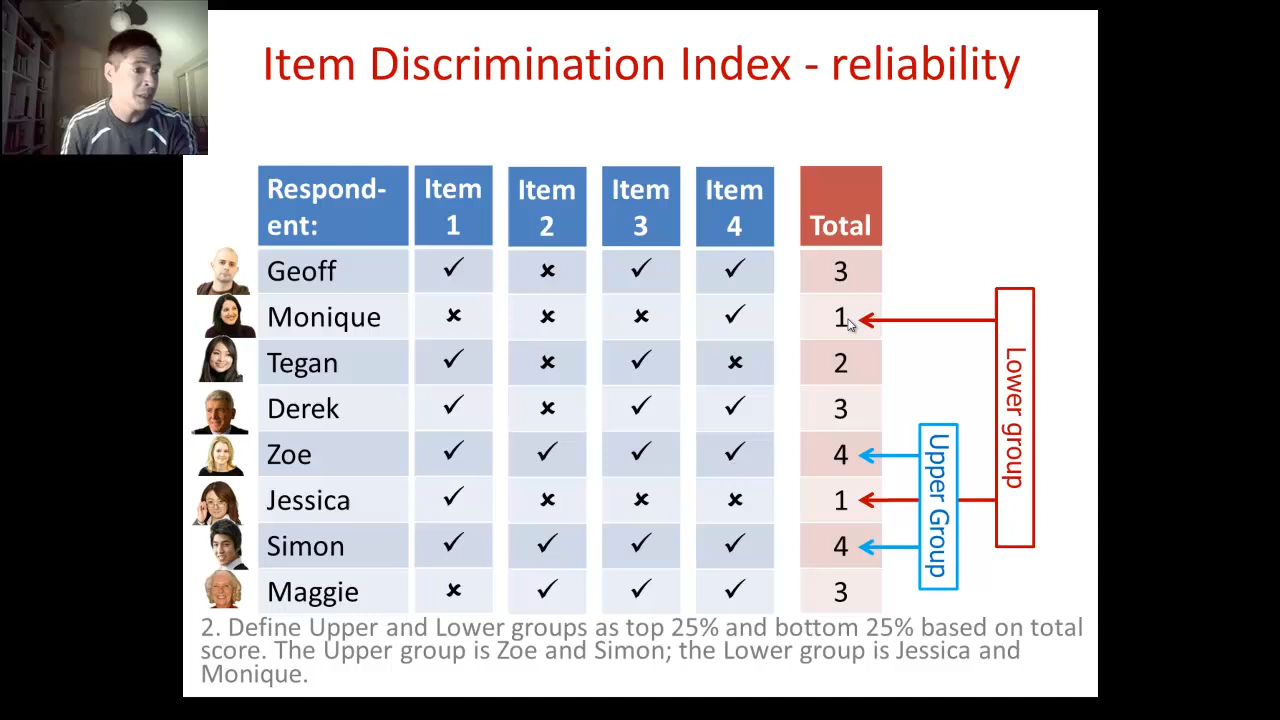 Item Discrimination Index - reliability
Respond-
ent:
Item
1
Item
2
Item
3
Item
4
Total
Geoff ✓ × ✓ ✓ 3
Monique × × × ✓ 1
Tegan ✓ × ✓ × 2
Derek ✓ × ✓ ✓ 3
Zoe ✓ ✓ ✓ ✓ 4
Jessica ✓ × × × 1
Simon ✓ ✓ ✓ ✓ 4
Maggie × ✓ ✓ ✓ 3
Upper Group
Lower group
2. Define Upper and Lower groups as top 25% and bottom 25% based on total
score. The Upper group is Zoe and Simon; the Lower group is Jessica and
Monique.